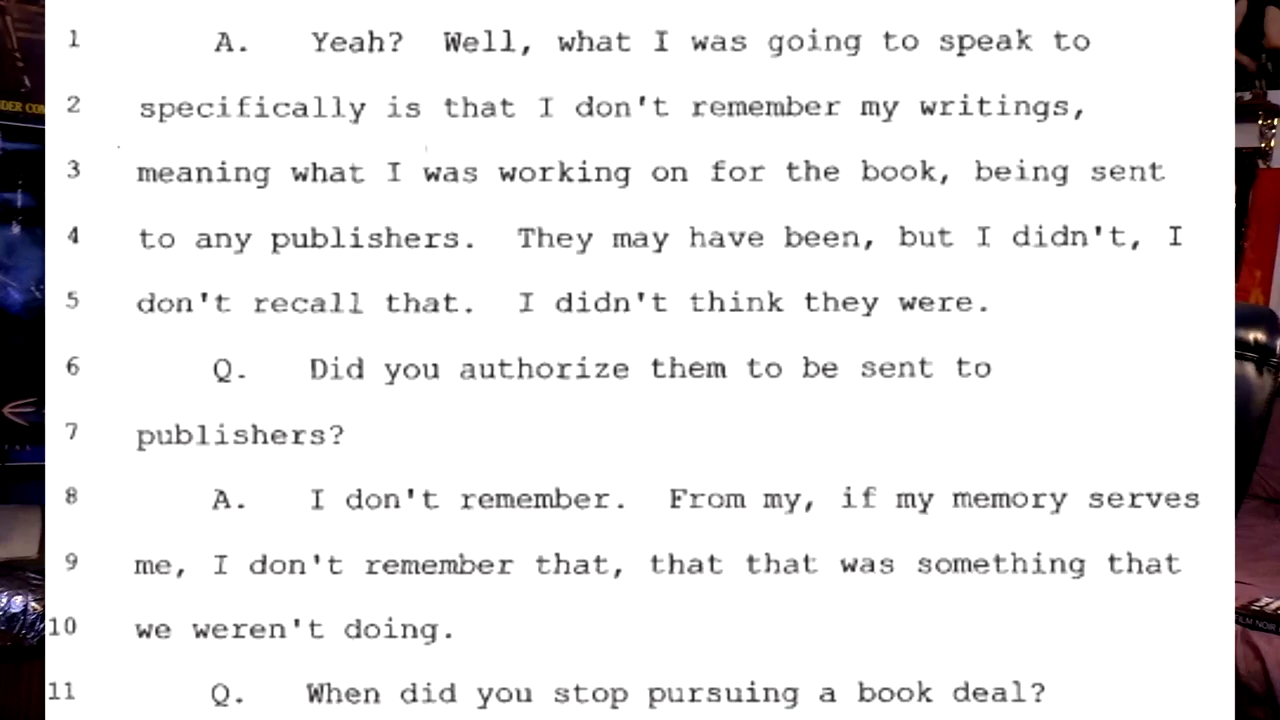 1 A. Yeah? Well, what I was going to speak to
2 specifically is that I don't remember my writings,
3 meaning what I was working on for the book, being sent
4 to any publishers. They may have been, but I didn't, I
5 don't recall that. I didn't think they were.
6 Q. Did you authorize them to be sent to
7 publishers?
8 A. I don't remember. From my, if my memory serves
9 me, I don't remember that, that that was something that
10 we weren't doing.
11 Q. When did you stop pursuing a book deal?
FILM NOIR